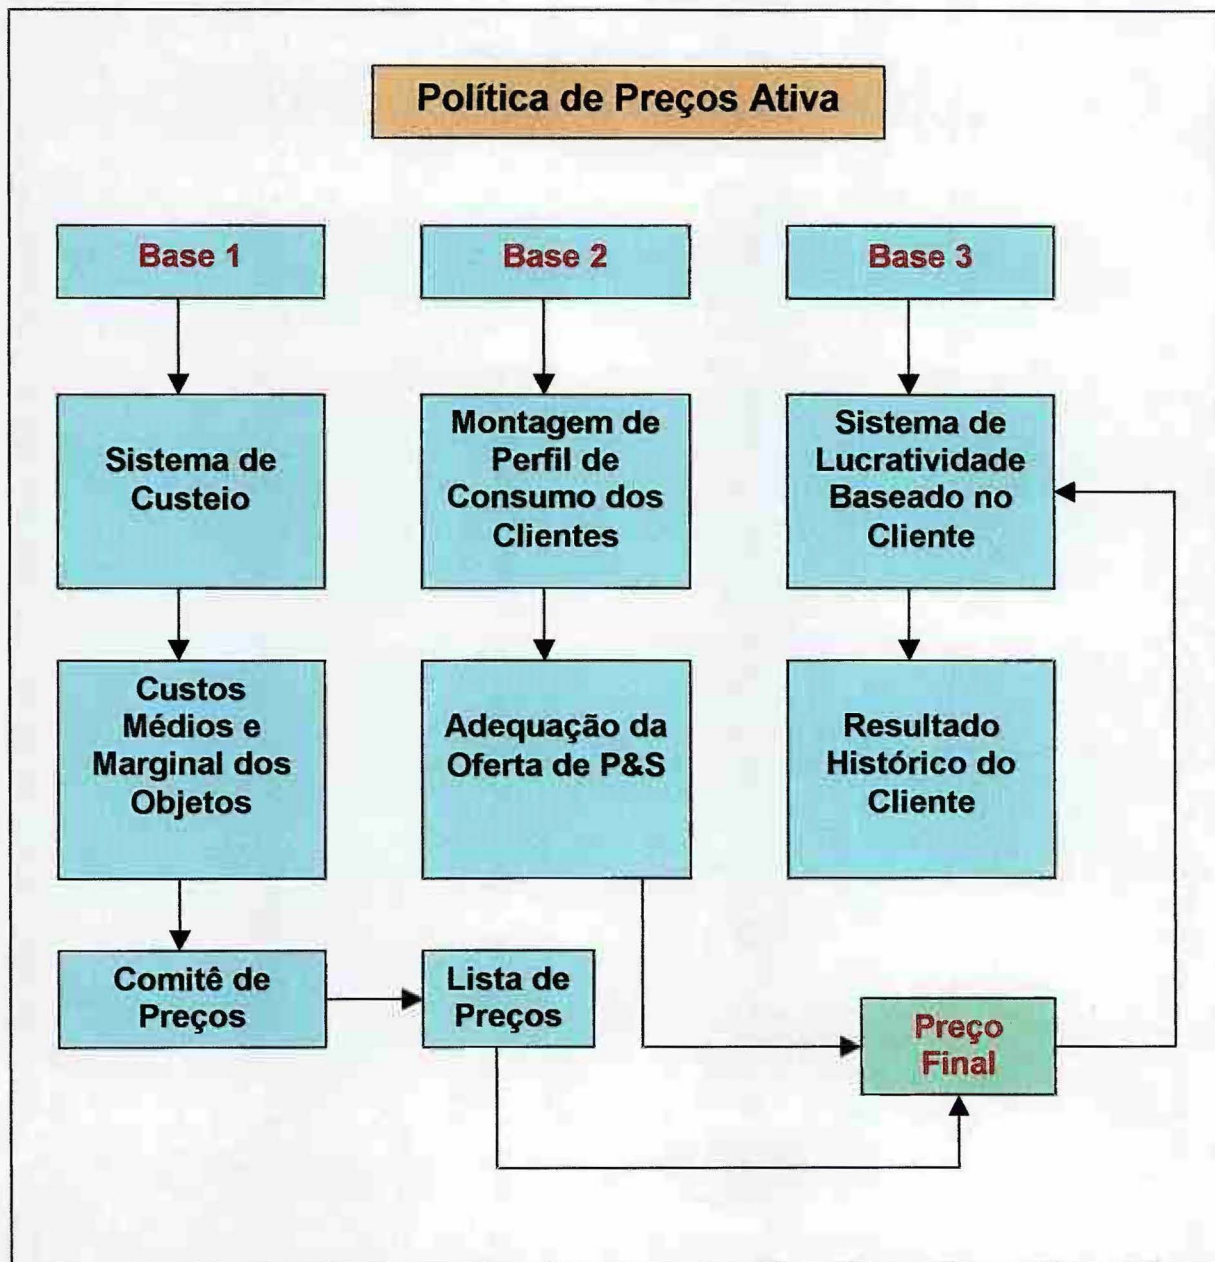 Política de Preços Ativa
Base 1
Base 2
Base 3
Sistema de
Custeio
Montagem de
Perfil de
Consumo dos
Clientes
Sistema de
Lucratividade
Baseado no
Cliente
Custos
Médios e
Marginal dos
Objetos
Adequação da
Oferta de P&S
Resultado
Histórico do
Cliente
Comitê de
Preços
Lista de
Preços
Preço
Final